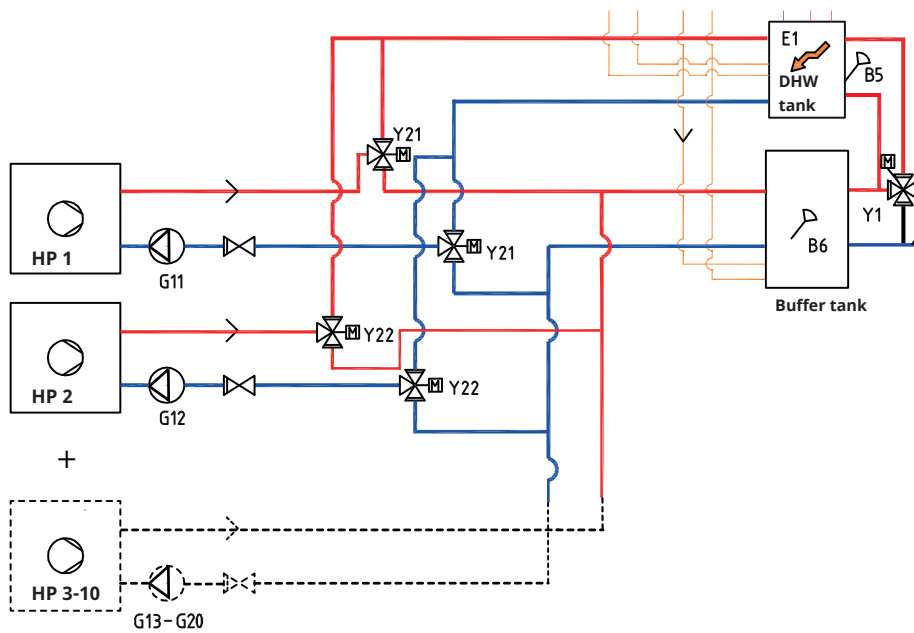 E1
DHW
tank
B5
Y21
M
M
HP 1
Y1
M
Y21
B6
G11
Buffer tank
M
Y22
HP 2
M
Y22
G12
+
HP 3-10
G13-G20